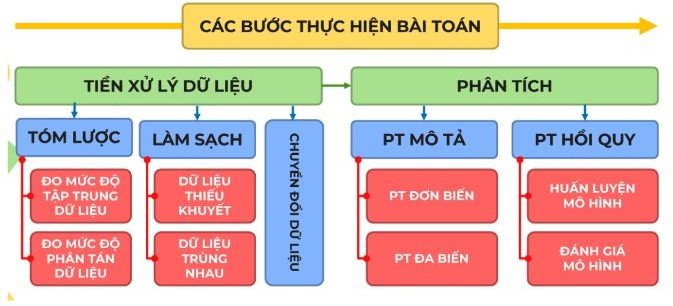 CÁC BƯỚC THỰC HIỆN BÀI TOÁN
TIỀN XỬ LÝ DỮ LIỆU
PHÂN TÍCH
TÓM LƯỢC
LÀM SẠCH
CHUYỂN ĐỔI DỮ LIỆU
PT MÔ TẢ
PT HỒI QUY
ĐO MỨC ĐỘ
TẬP TRUNG
DỮ LIỆU
DỮ LIỆU
THIẾU
KHUYẾT
PT ĐƠN BIẾN
HUẤN LUYỆN
MÔ HÌNH
ĐO MỨC ĐỘ
PHÂN TÁN
DỮ LIỆU
DỮ LIỆU
TRÙNG
NHAU
PT ĐA BIẾN
ĐÁNH GIÁ
MÔ HÌNH